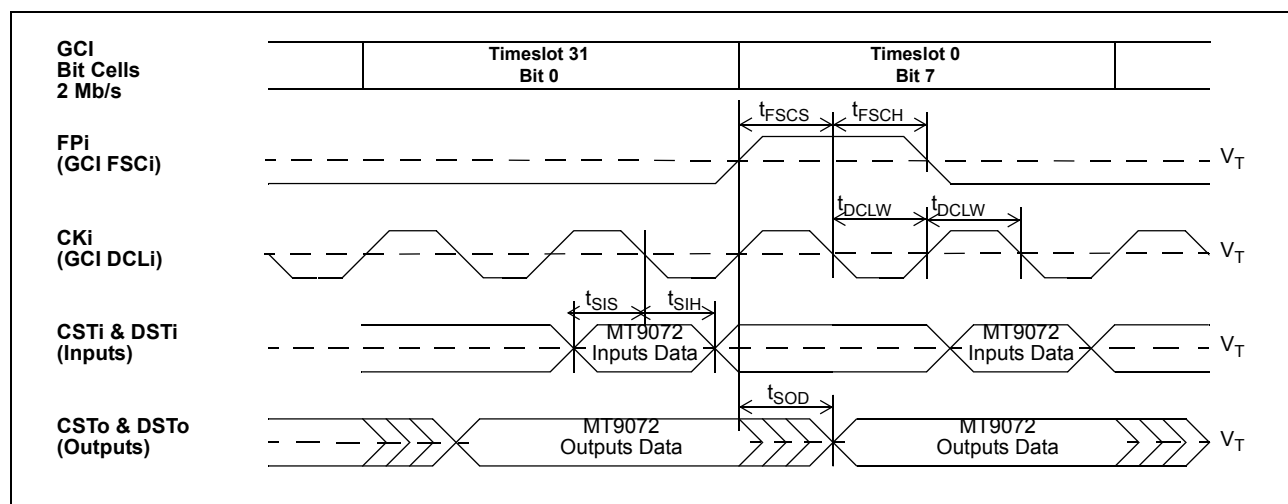 GCI
Bit Cells
2 Mb/s
Timeslot 31
Bit 0
Timeslot 0
Bit 7
tFSCS
tFSCH
FPi
(GCI FSCi)
VT
tDCLW
tDCLW
CKi
(GCI DCLi)
VT
tSIS
tSIH
CSTi & DSTi
(Inputs)
MT9072
Inputs Data
MT9072
Inputs Data
VT
tSOD
CSTo & DSTo
(Outputs)
MT9072
Outputs Data
MT9072
Outputs Data
VT